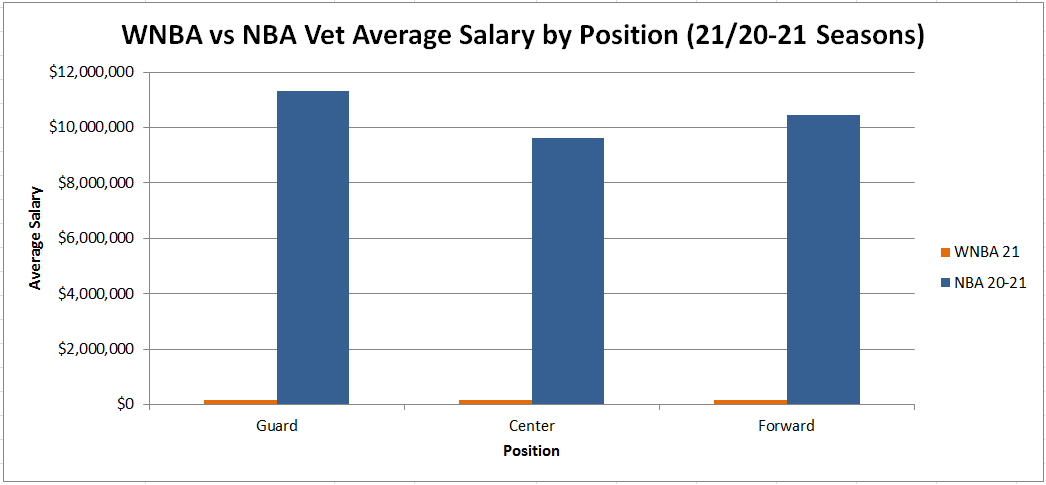 WNBA vs NBA Vet Average Salary by Position (21/20-21 Seasons)
$12,000,000
$10,000,000
$8,000,000
$6,000,000
$4,000,000
$2,000,000
$0
Average Salary
Guard
Center
Forward
Position
WNBA 21
NBA 20-21